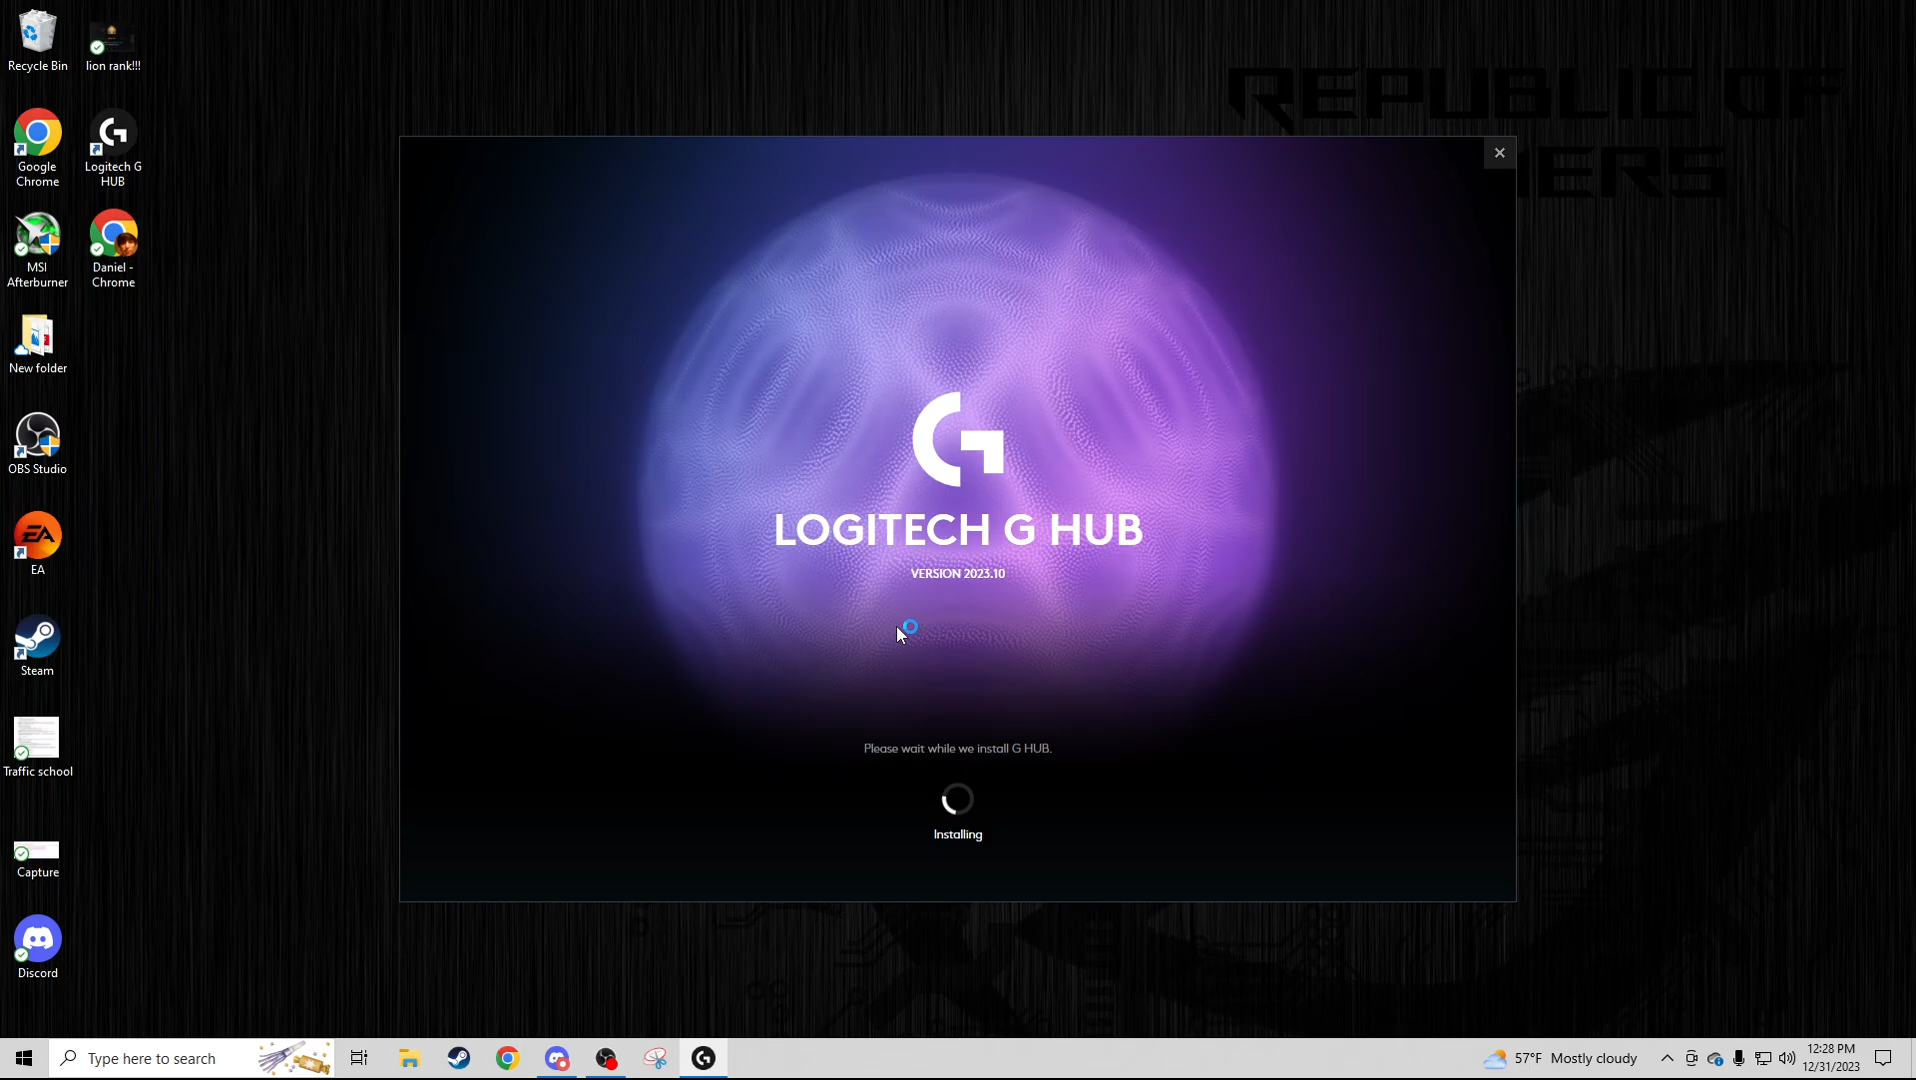 Recycle Bin
lion rank!!!
Google
Chrome
Logitech G
HUB
MSI
Afterburner
Daniel -
Chrome
New folder
OBS Studio
EA
EA
Steam
Traffic school
Capture
Discord
REPUBLIC OF
ERS
LOGITECH G HUB
VERSION 2023.10
Please wait while we install G HUB.
Installing
Type here to search
57°F Mostly cloudy
12:28 PM
12/31/2023